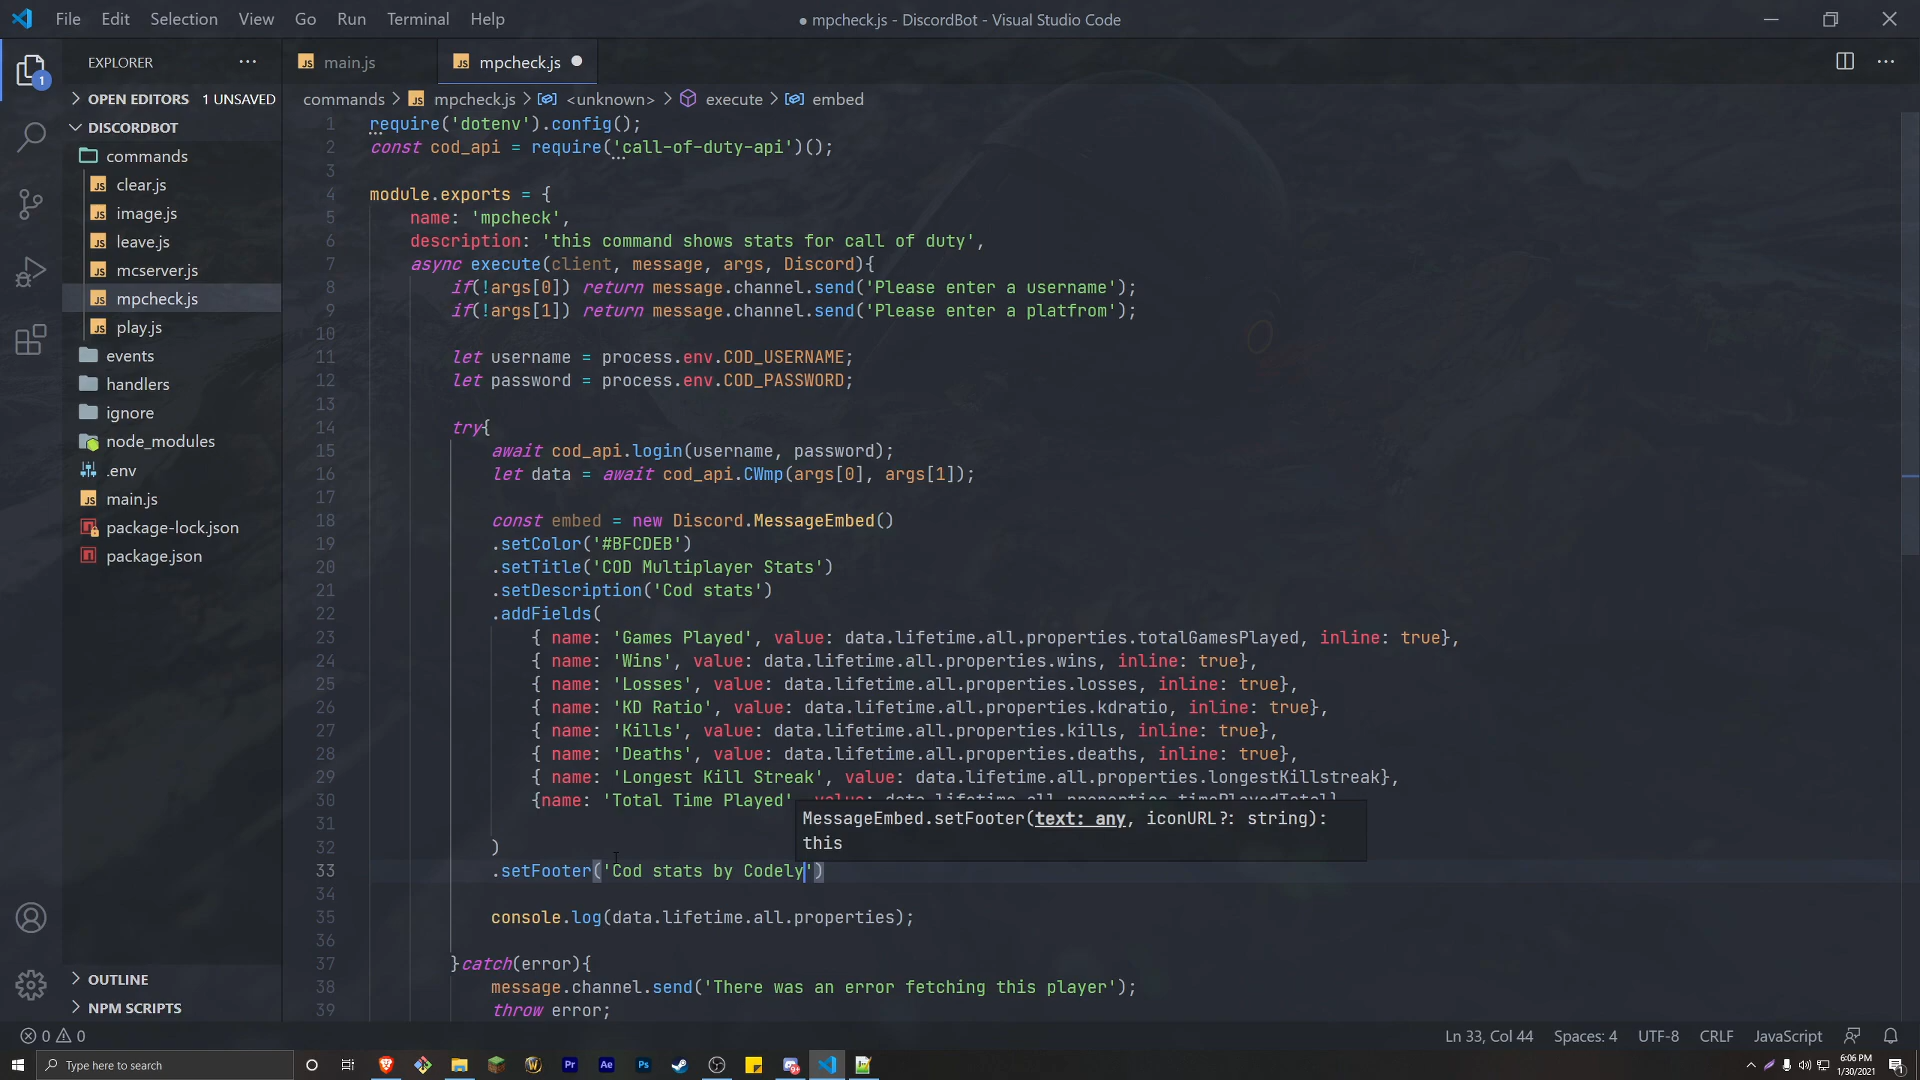 File Edit Selection View Go Run Terminal Help
● mpcheck.js - DiscordBot - Visual Studio Code
EXPLORER ···
OPEN EDITORS 1 UNSAVED
DISCORDBOT
commands
clear.js
image.js
leave.js
mcserver.js
mpcheck.js
play.js
events
handlers
ignore
node_modules
.env
main.js
package-lock.json
package.json
OUTLINE
NPM SCRIPTS
1
main.js
mpcheck.js ●
commands > JS mpcheck.js > <unknown> > execute > embed
1 require('dotenv').config();
2 const cod_api = require('call-of-duty-api')();
3
4 module.exports = {
5 name: 'mpcheck',
6 description: 'this command shows stats for call of duty',
7 async execute(client, message, args, Discord){
8 if(!args[0]) return message.channel.send('Please enter a username');
9 if(!args[1]) return message.channel.send('Please enter a platfrom');
10
11 let username = process.env.COD_USERNAME;
12 let password = process.env.COD_PASSWORD;
13
14 try{
15 await cod_api.login(username, password);
16 let data = await cod_api.CWmp(args[0], args[1]);
17
18 const embed = new Discord.MessageEmbed()
19 .setColor('#BFCDEB')
20 .setTitle('COD Multiplayer Stats')
21 .setDescription('Cod stats')
22 .addFields(
23 { name: 'Games Played', value: data.lifetime.all.properties.totalGamesPlayed, inline: true},
24 { name: 'Wins', value: data.lifetime.all.properties.wins, inline: true},
25 { name: 'Losses', value: data.lifetime.all.properties.losses, inline: true},
26 { name: 'KD Ratio', value: data.lifetime.all.properties.kdratio, inline: true},
27 { name: 'Kills', value: data.lifetime.all.properties.kills, inline: true},
28 { name: 'Deaths', value: data.lifetime.all.properties.deaths, inline: true},
29 { name: 'Longest Kill Streak', value: data.lifetime.all.properties.longestKillstreak},
30 {name: 'Total Time Played', value: data.lifetime.all.properties.timePlayedTotal}
31
MessageEmbed.setFooter(text: any, iconURL?: string):
this
32 )
33 .setFooter('Cod stats by Codely')
34
35 console.log(data.lifetime.all.properties);
36
37 }catch(error){
38 message.channel.send('There was an error fetching this player');
39 throw error;
0 0
Ln 33, Col 44 Spaces: 4 UTF-8 CRLF JavaScript
Type here to search
6:06 PM
1/30/2021